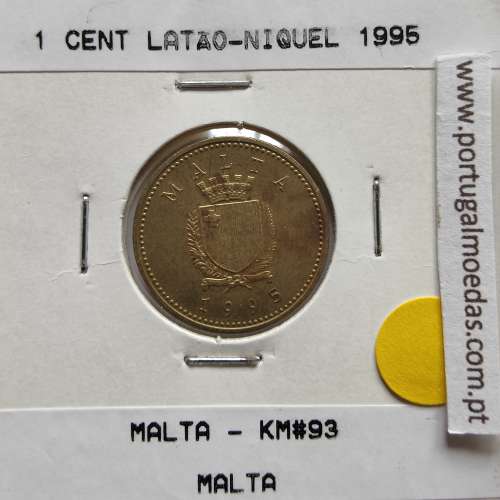 1 CENT LATÃO-NIQUEL 1995
MALTA
1995
www.portugalmoedas.com.pt
MALTA - KM#93
MALTA